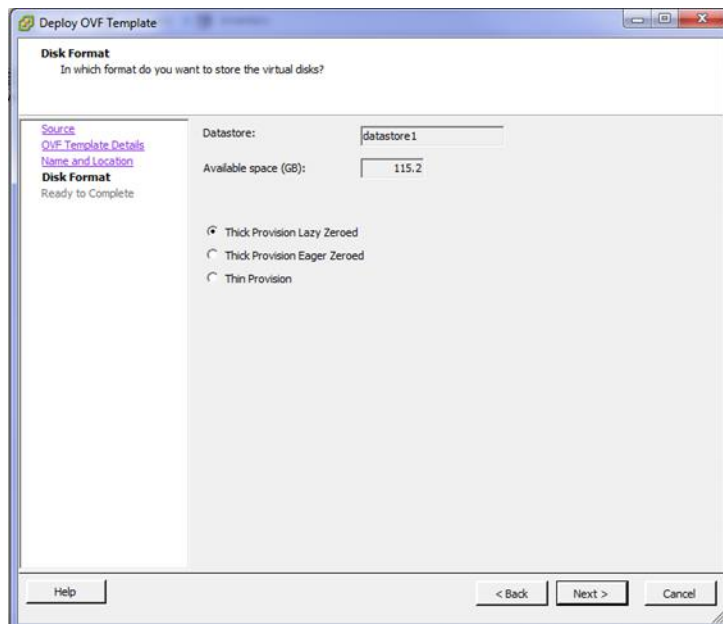 Deploy OVF Template
Disk Format
In which format do you want to store the virtual disks?
Source
OVF Template Details
Name and Location
Disk Format
Ready to Complete
Datastore:
datastore1
Available space (GB):
115.2
Thick Provision Lazy Zeroed
Thick Provision Eager Zeroed
Thin Provision
Help
< Back
Next >
Cancel